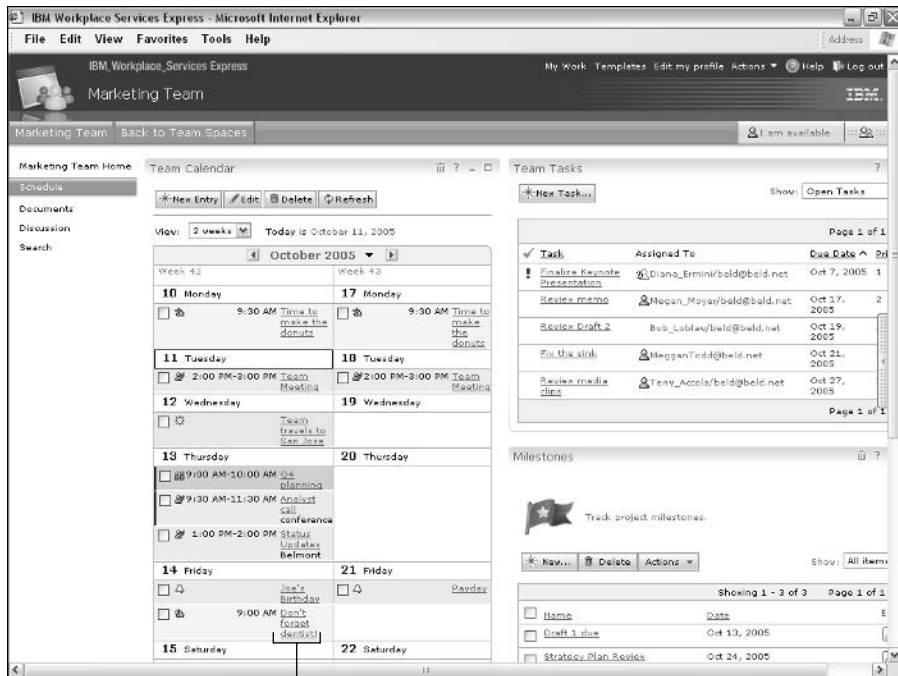 IBM Workplace Services Express - Microsoft Internet Explorer
File Edit View Favorites Tools Help
Address
IBM_Workplace_Services Express
My Work Templates Edit my profile Actions Help Log out
Marketing Team
IBM.
Marketing Team Back to Team Spaces
I am available
Marketing Team Home
Schedule
Documents
Discussion
Search
Team Calendar
New Entry Edit Delete Refresh
View: 2 weeks Today is October 11, 2005
October 2005
Week 42 Week 43
10 Monday 17 Monday
9:30 AM Time to make the donuts
9:30 AM Time to make the donuts
11 Tuesday 18 Tuesday
2:00 PM-3:00 PM Team Meeting
2:00 PM-3:00 PM Team Meeting
12 Wednesday 19 Wednesday
Team travels to San Jose
13 Thursday 20 Thursday
9:00 AM-10:00 AM Q4 planning
9:30 AM-11:30 AM Analyst call conference
1:00 PM-2:00 PM Status Updates Belmont
14 Friday 21 Friday
Joe's Birthday
Payday
9:00 AM Don't forget dentist!
15 Saturday 22 Saturday
Team Tasks ?
New Task... Show: Open Tasks
Page 1 of 1
Task Assigned To Due Date Pri
! Finalize Keynote Presentation Diana_Ermini/beld@beld.net Oct 7, 2005 1
Review memo Megan_Moyer/beld@beld.net Oct 17, 2005 2
Review Draft 2 Bob_Loblaw/beld@beld.net Oct 19, 2005
Fix the sink MegganTodd@beld.net Oct 21, 2005
Review media clips Teny_Accola/beld@beld.net Oct 27, 2005
Page 1 of 1
Milestones ?
Track project milestones.
New... Delete Actions Show: All items
Showing 1 - 3 of 3 Page 1 of 1
Name Date
Draft 1 due Oct 13, 2005
Strategy Plan Review Oct 24, 2005